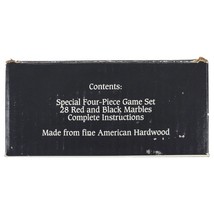 Contents:
Special Four-Piece Game Set
28 Red and Black Marbles
Complete Instructions
Made from fine American Hardwood